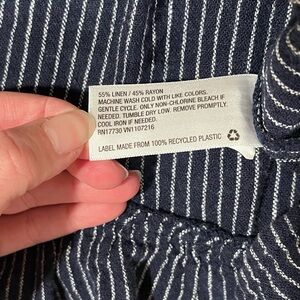 55% LINEN / 45% RAYON
MACHINE WASH COLD WITH LIKE COLORS.
GENTLE CYCLE. ONLY NON-CHLORINE BLEACH IF
NEEDED. TUMBLE DRY LOW. REMOVE PROMPTLY.
COOL IRON IF NEEDED.
RN17730 VN1107216
LABEL MADE FROM 100% RECYCLED PLASTIC